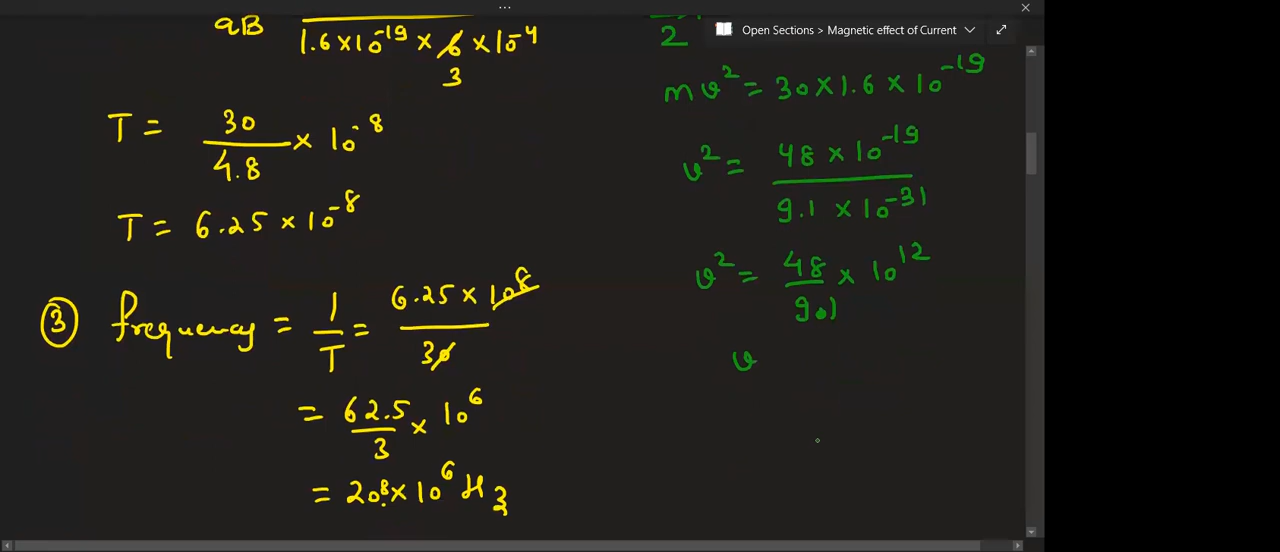 Open Sections > Magnetic effect of Current
qB 1.6×10⁻¹⁹ × 6 × 10⁻⁴
3
T = 30/4.8 × 10⁻⁸
T = 6.25 × 10⁻⁸
③ frequency = 1/T = 6.25 × 10⁸/30
= 62.5/3 × 10⁶
= 20.8 × 10⁶ Hz
2
mv² = 30×1.6 × 10⁻¹⁹
v² = 48 × 10⁻¹⁹/9.1 × 10⁻³¹
v² = 48/9.1 × 10¹²
v